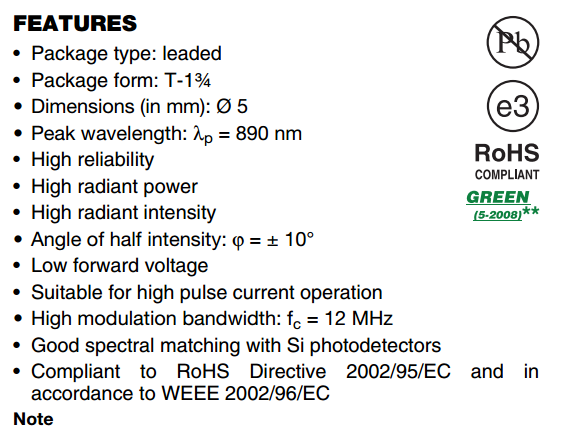 FEATURES
• Package type: leaded
• Package form: T-1¾
• Dimensions (in mm): Ø 5
• Peak wavelength: λp = 890 nm
• High reliability
• High radiant power
• High radiant intensity
• Angle of half intensity: φ = ± 10°
• Low forward voltage
• Suitable for high pulse current operation
• High modulation bandwidth: fc = 12 MHz
• Good spectral matching with Si photodetectors
• Compliant to RoHS Directive 2002/95/EC and in
accordance to WEEE 2002/96/EC
Note
Pb
e3
RoHS
COMPLIANT
GREEN
(5-2008)**